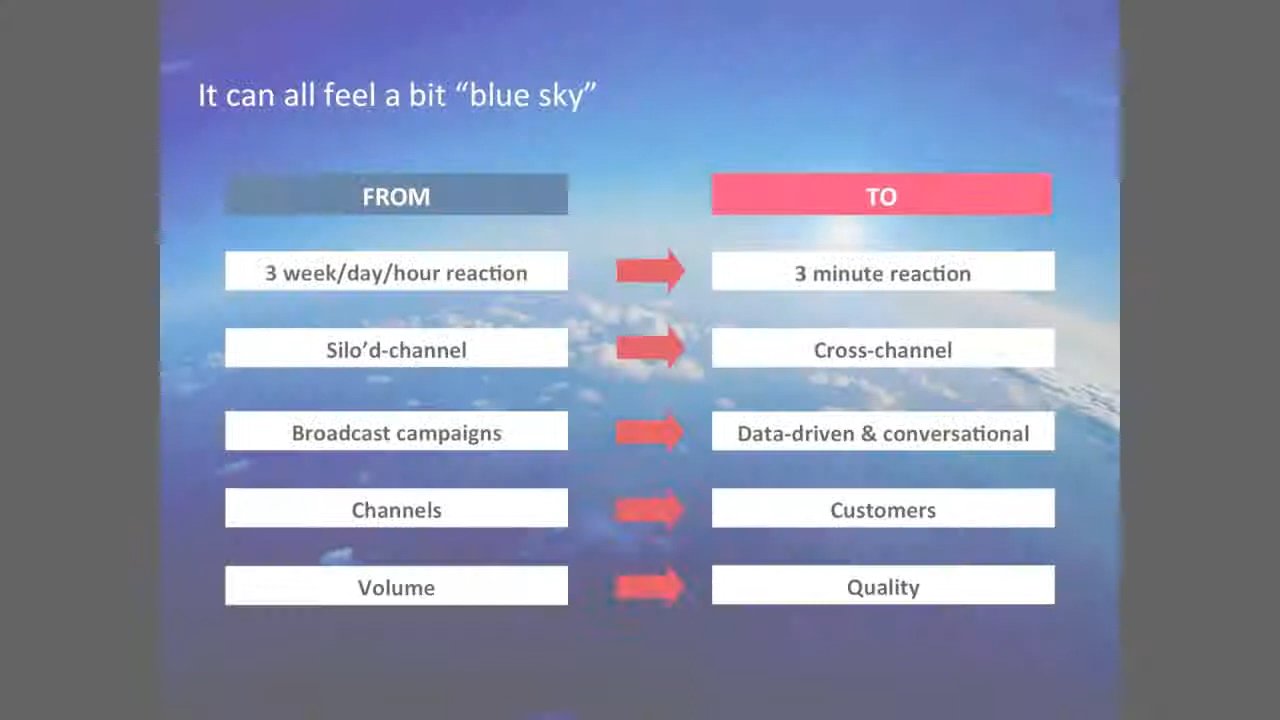 It can all feel a bit “blue sky”
FROM
TO
3 week/day/hour reaction
3 minute reaction
Silo’d-channel
Cross-channel
Broadcast campaigns
Data-driven & conversational
Channels
Customers
Volume
Quality